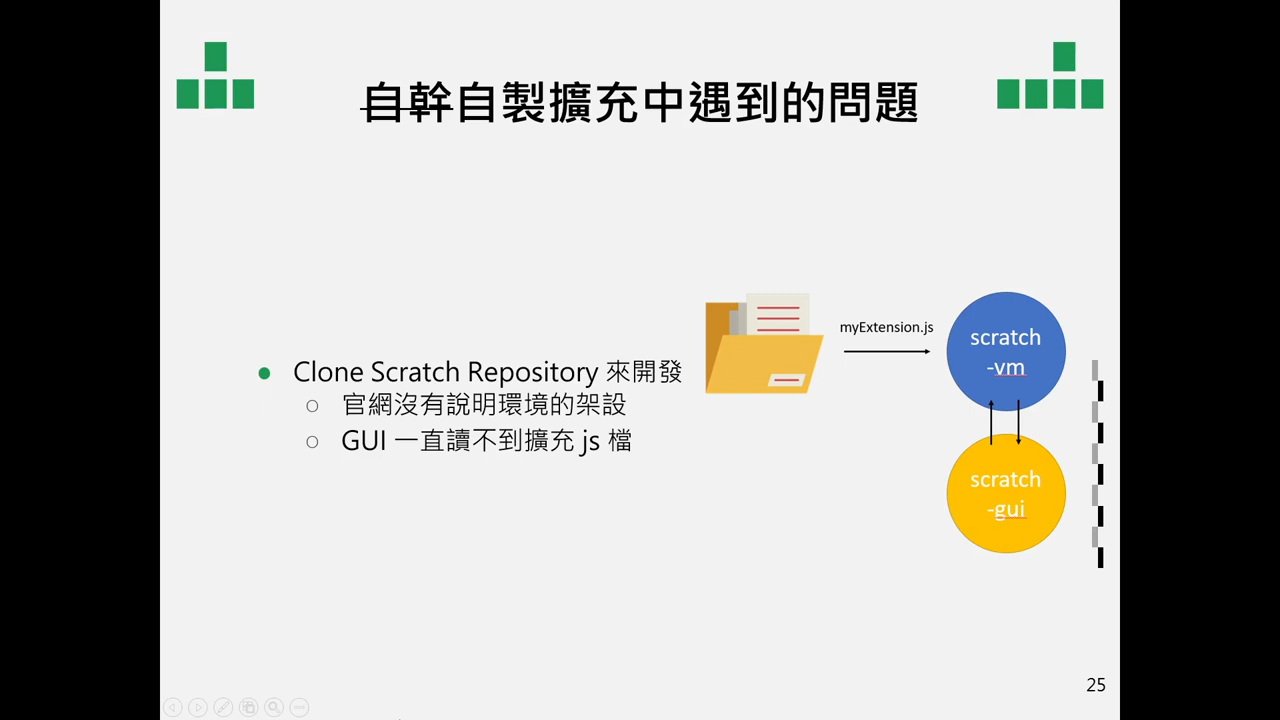 自幹自製擴充中遇到的問題
Clone Scratch Repository 來開發
官網沒有說明環境的架設
GUI 一直讀不到擴充 js 檔
myExtension.js
scratch
-vm
scratch
-gui
25